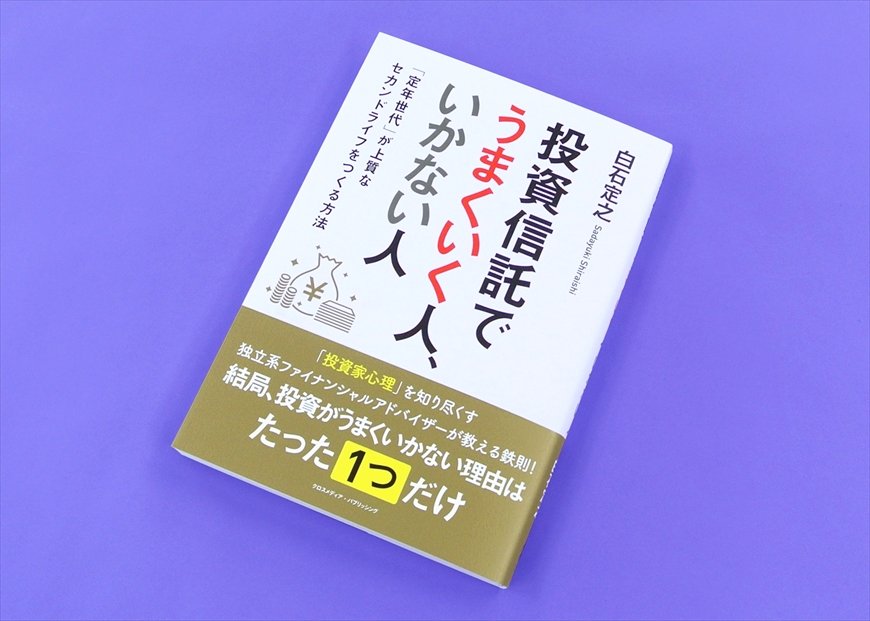 白石定之 Sadayuki Shiraishi
投資信託で
うまくいく人、
いかない人
「定年世代」が上質な
セカンドライフをつくる方法
「投資家心理」を知り尽くす
独立系ファイナンシャルアドバイザーが教える鉄則!
結局、投資がうまくいかない理由は
たった1つだけ
クロスメディア・パブリッシング